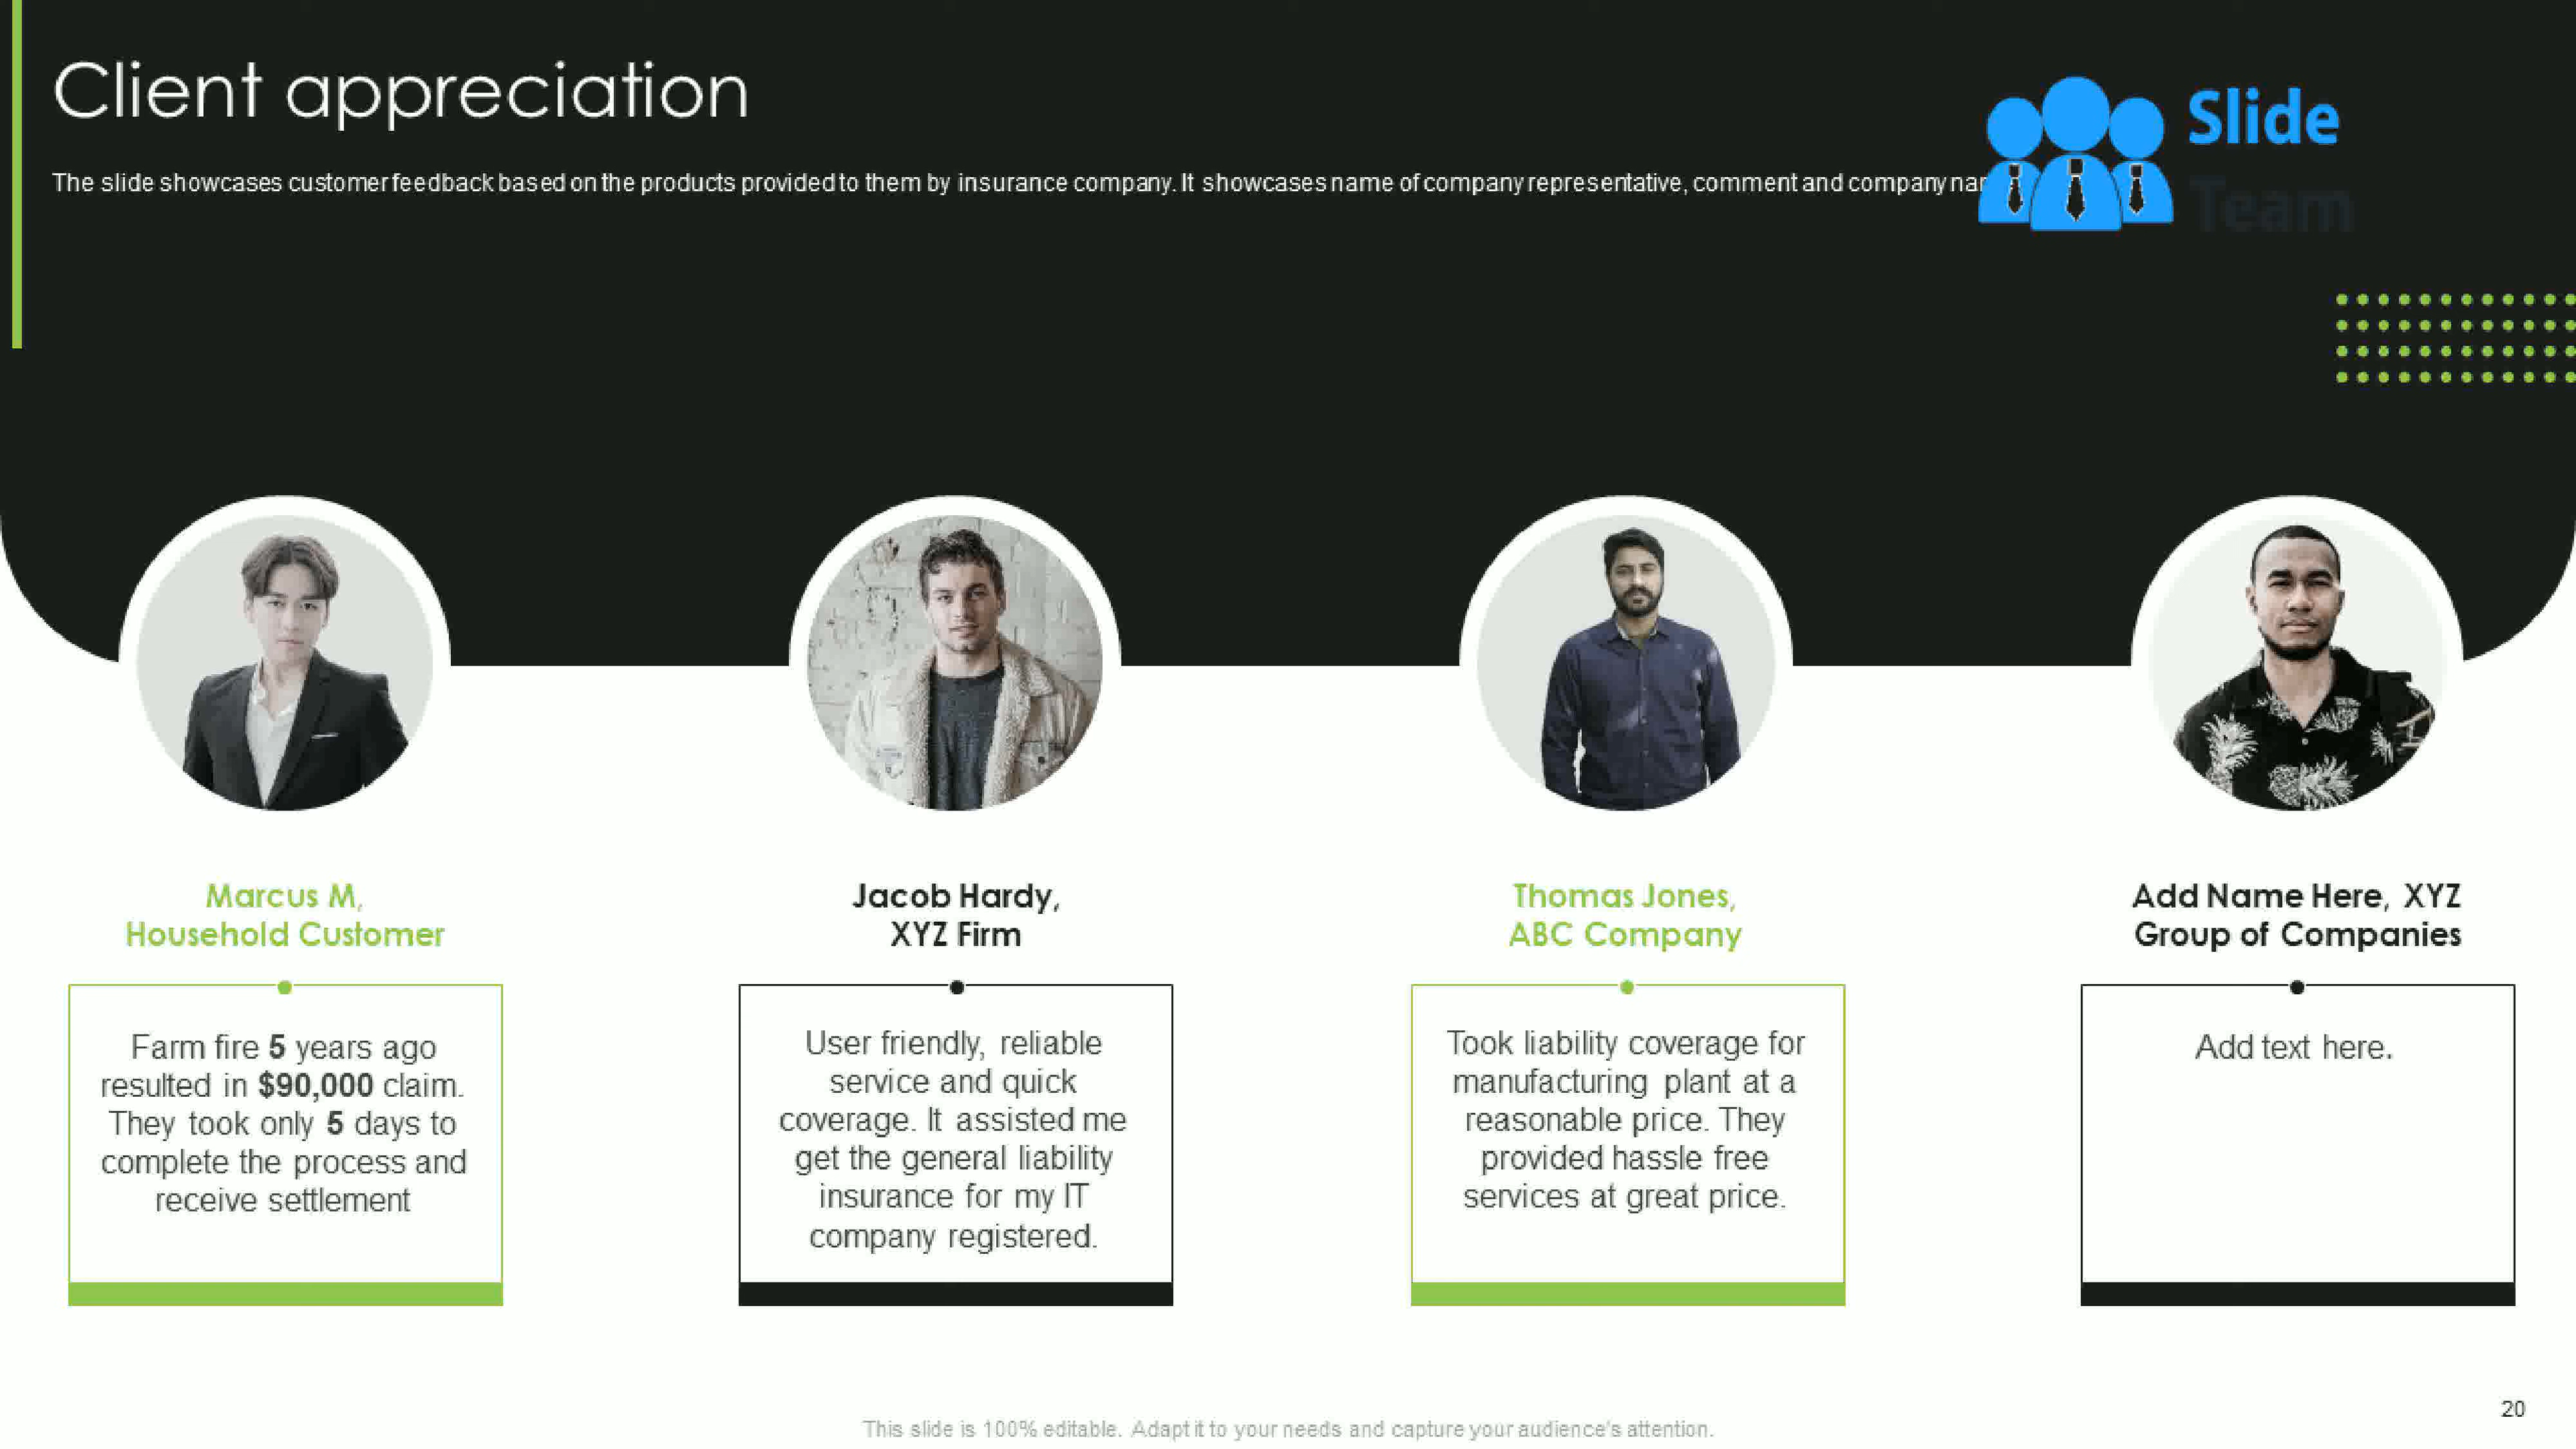 Client appreciation
Slide
Team
The slide showcases customer feedback based on the products provided to them by insurance company. It showcases name of company representative, comment and company
Marcus M,
Household Customer
Jacob Hardy,
XYZ Firm
Thomas Jones,
ABC Company
Add Name Here, XYZ
Group of Companies
Farm fire 5 years ago
resulted in $90,000 claim.
They took only 5 days to
complete the process and
receive settlement
User friendly, reliable
service and quick
coverage. It assisted me
get the general liability
insurance for my IT
company registered.
Took liability coverage for
manufacturing plant at a
reasonable price. They
provided hassle free
services at great price.
Add text here.
20
This slide is 100% editable. Adapt it to your needs and capture your audience's attention.